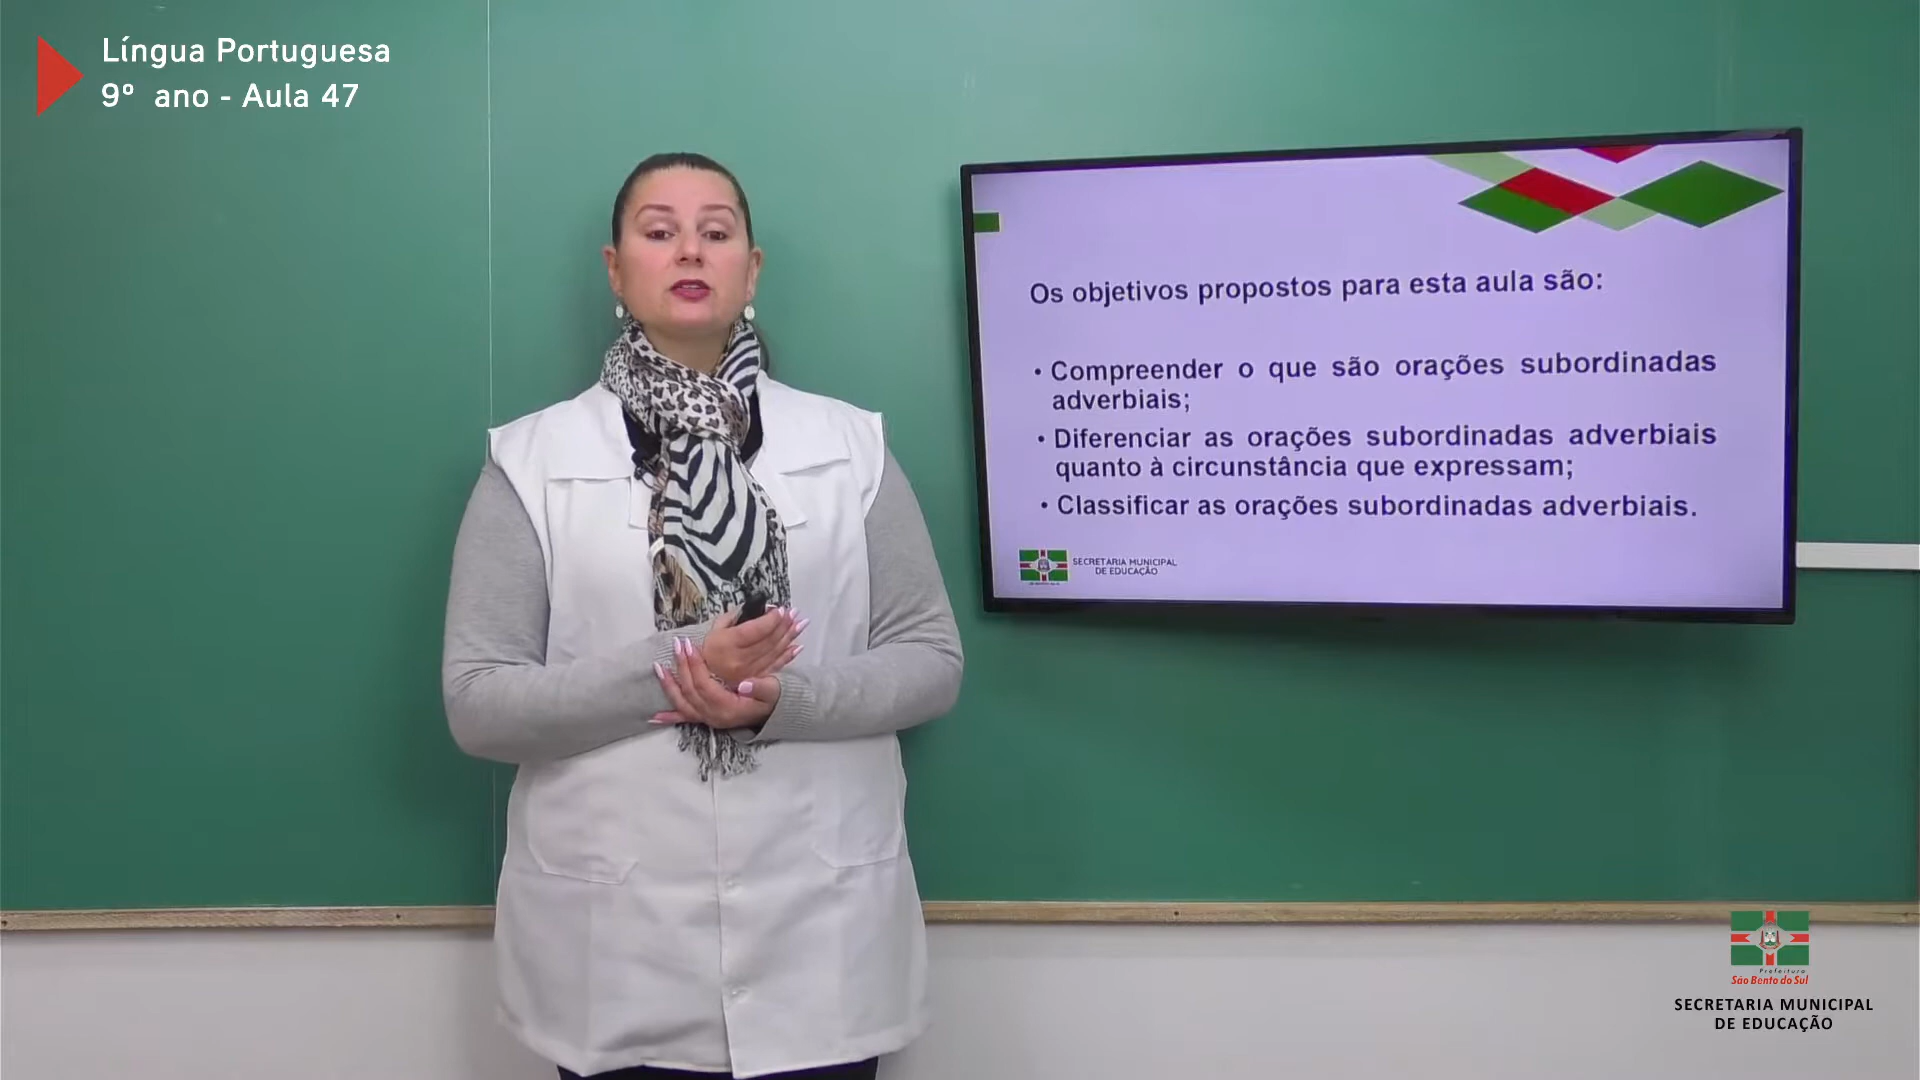 Língua Portuguesa
9º ano - Aula 47
Os objetivos propostos para esta aula são:
• Compreender o que são orações subordinadas
adverbiais;
• Diferenciar as orações subordinadas adverbiais
quanto à circunstância que expressam;
• Classificar as orações subordinadas adverbiais.
SECRETARIA MUNICIPAL
DE EDUCAÇÃO
Prefeitura
São Bento do Sul
SECRETARIA MUNICIPAL
DE EDUCAÇÃO